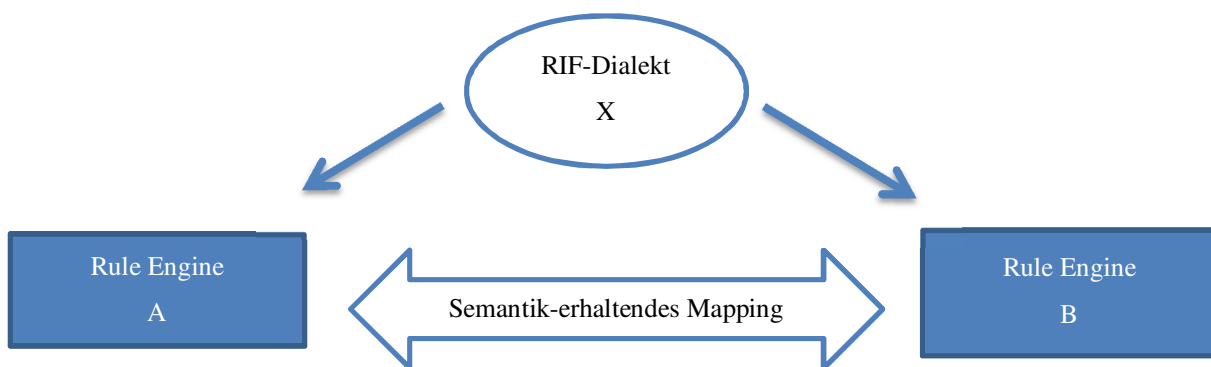 RIF-Dialekt
X
Rule Engine
A
Semantik-erhaltendes Mapping
Rule Engine
B